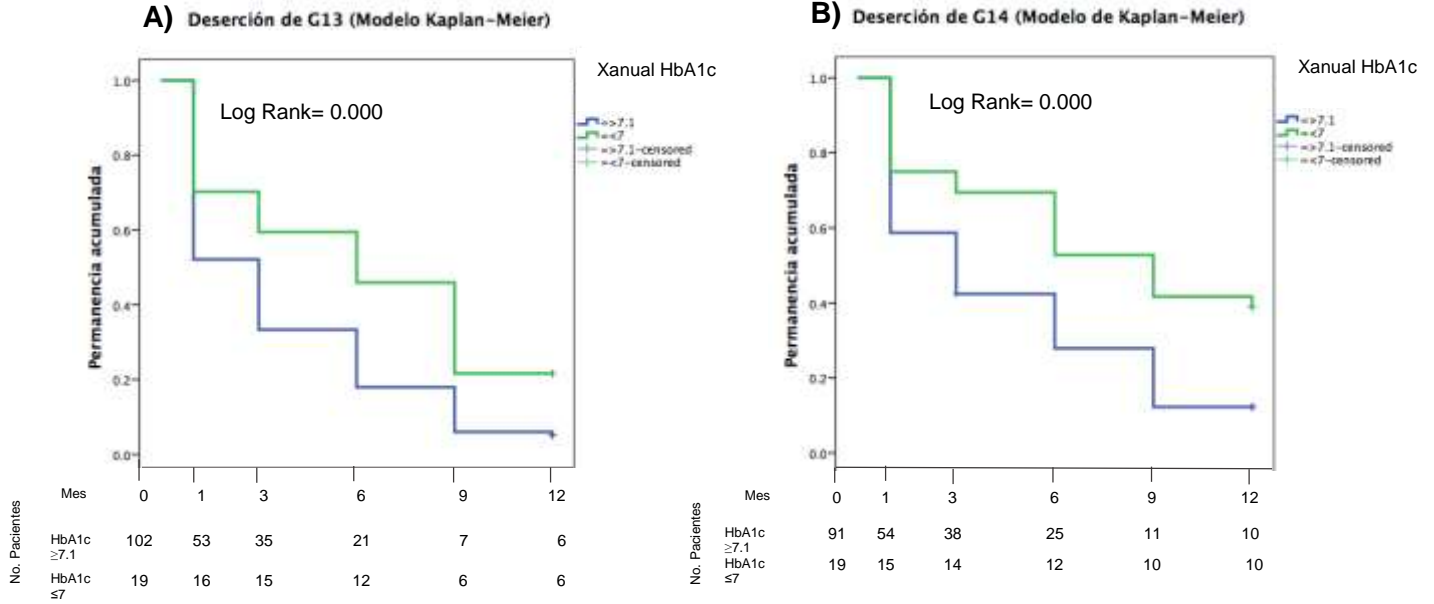 A) Deserción de G13 (Modelo Kaplan-Meier)
Xanual HbA1c
Log Rank= 0.000
=>7.1
=<7
=>7.1-censored
=<7-censored
Permanencia acumulada
1.0
0.8
0.6
0.4
0.2
0.0
Mes 0 1 3 6 9 12
No. Pacientes
HbA1c ≥7.1 102 53 35 21 7 6
HbA1c ≤7 19 16 15 12 6 6
B) Deserción de G14 (Modelo de Kaplan-Meier)
Xanual HbA1c
Log Rank= 0.000
=>7.1
=<7
=>7.1-censored
=<7-censored
Permanencia acumulada
1.0
0.8
0.6
0.4
0.2
0.0
Mes 0 1 3 6 9 12
No. Pacientes
HbA1c ≥7.1 91 54 38 25 11 10
HbA1c ≤7 19 15 14 12 10 10